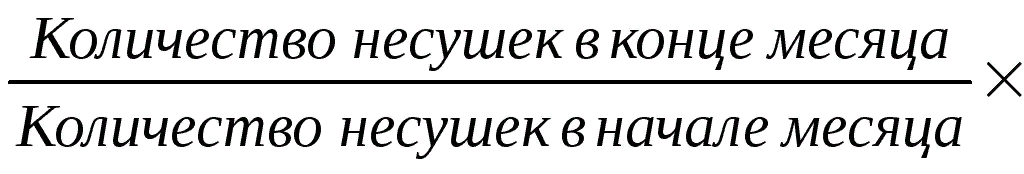 Количество несушек в конце месяца
×
Количество несушек в начале месяца